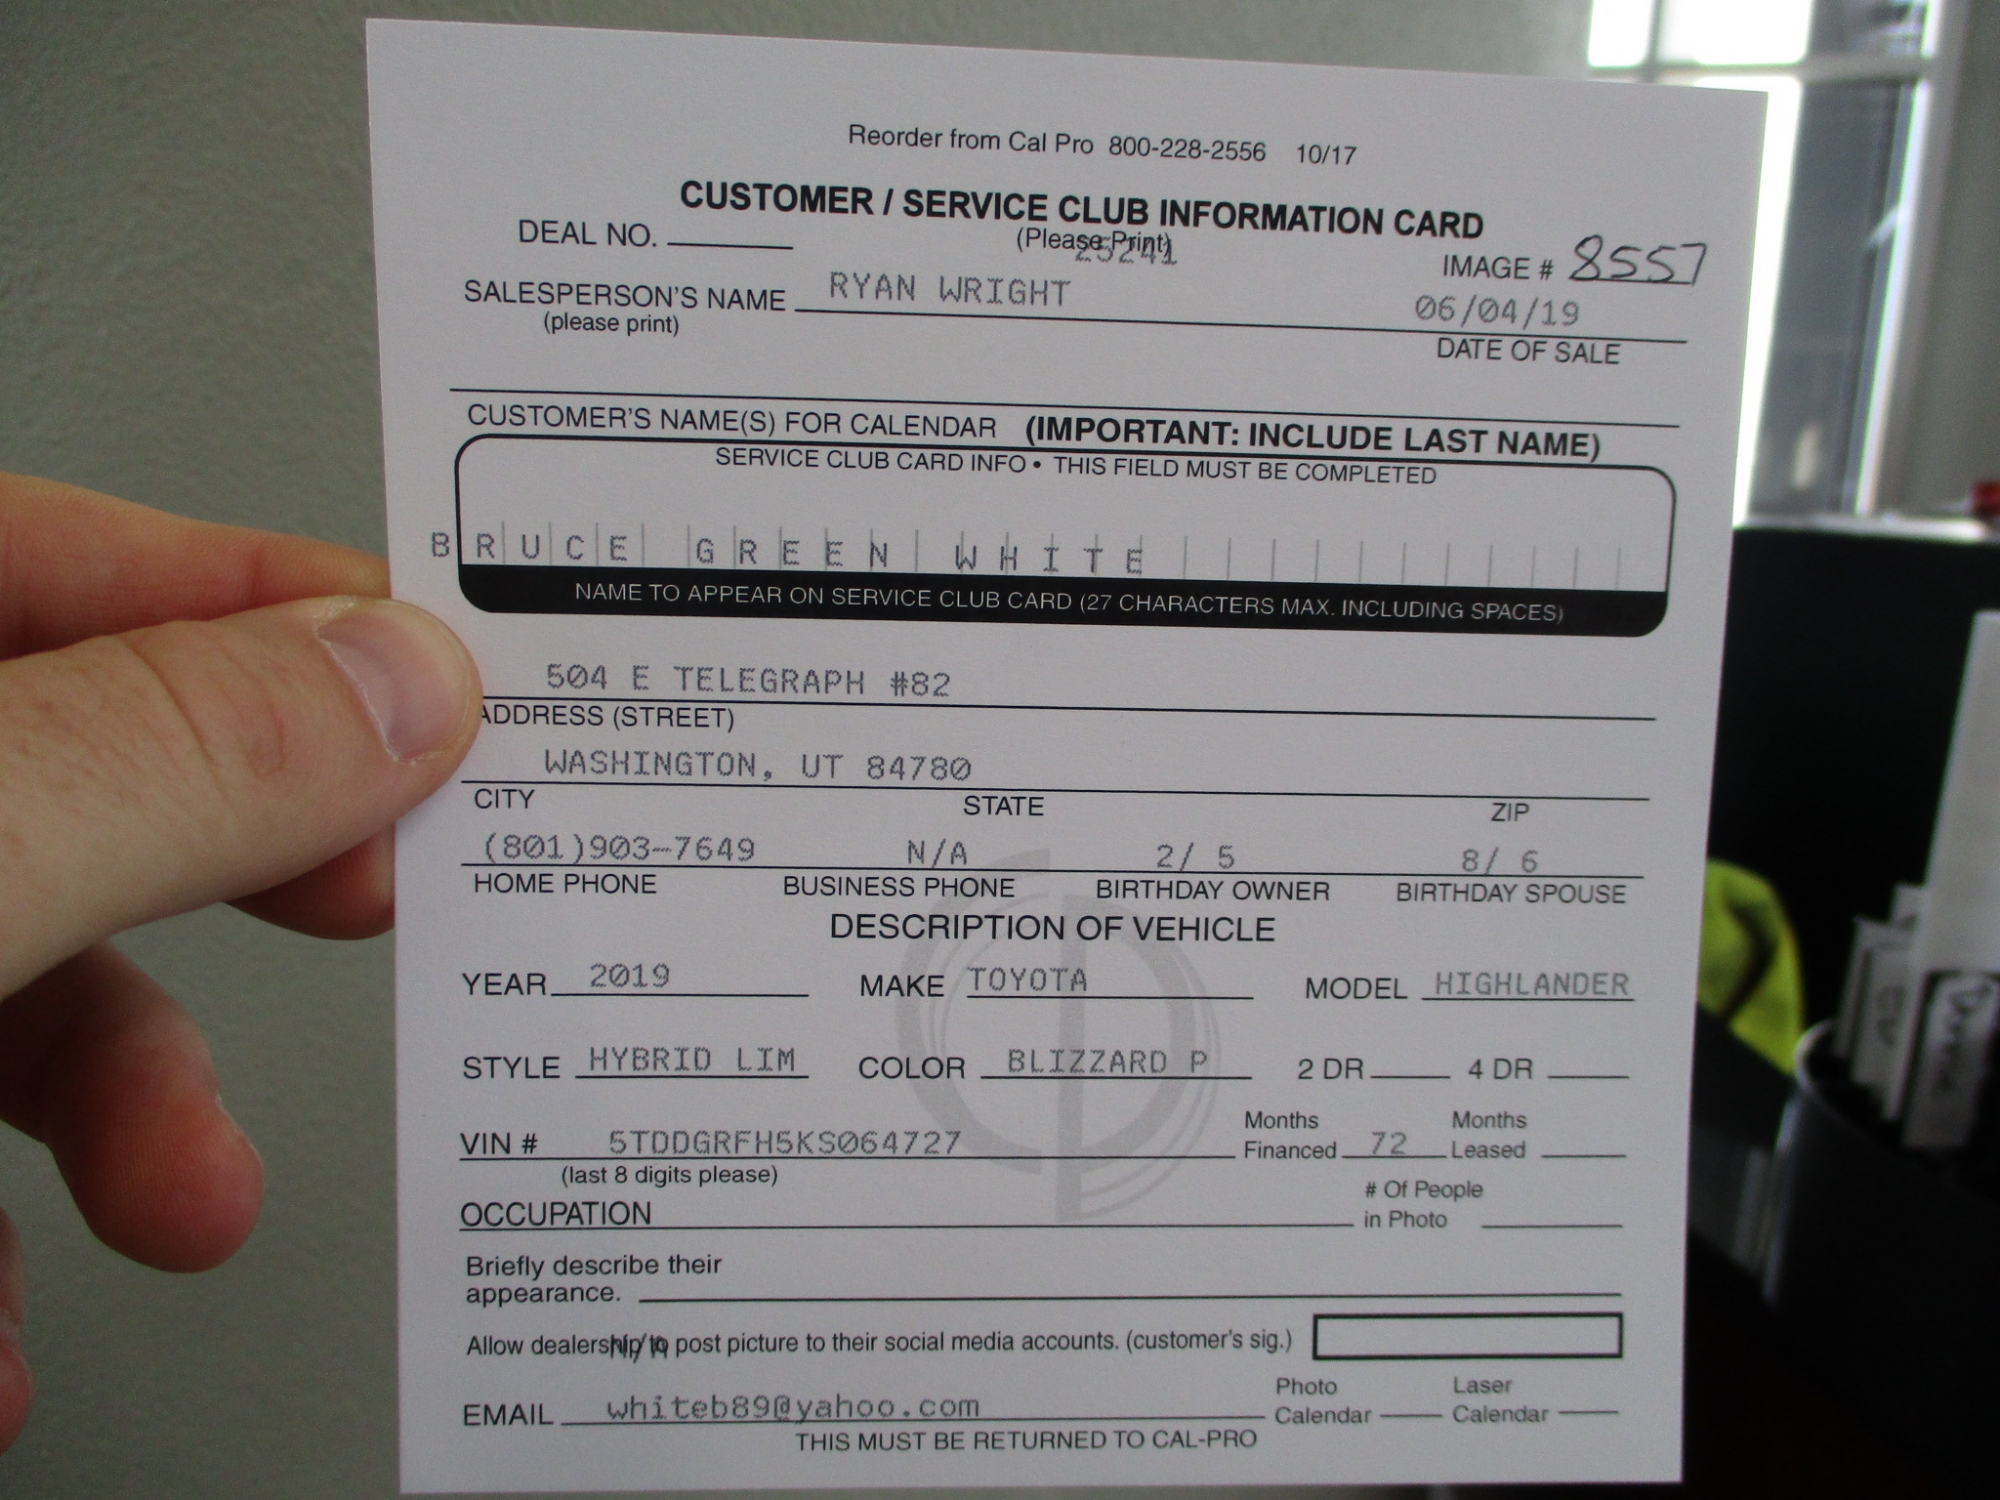 Reorder from Cal Pro 800-228-2556 10/17
CUSTOMER / SERVICE CLUB INFORMATION CARD
(Please Print)
DEAL NO.
25241
IMAGE # 8557
SALESPERSON'S NAME RYAN WRIGHT 06/04/19
(please print) DATE OF SALE
CUSTOMER'S NAME(S) FOR CALENDAR (IMPORTANT: INCLUDE LAST NAME)
SERVICE CLUB CARD INFO • THIS FIELD MUST BE COMPLETED
BRUCE GREEN WHITE
NAME TO APPEAR ON SERVICE CLUB CARD (27 CHARACTERS MAX. INCLUDING SPACES)
504 E TELEGRAPH #82
ADDRESS (STREET)
WASHINGTON, UT 84780
CITY STATE ZIP
(801)903-7649 N/A 2/ 5 8/ 6
HOME PHONE BUSINESS PHONE BIRTHDAY OWNER BIRTHDAY SPOUSE
DESCRIPTION OF VEHICLE
YEAR 2019 MAKE TOYOTA MODEL HIGHLANDER
STYLE HYBRID LIM COLOR BLIZZARD P 2 DR 4 DR
VIN # 5TDDGRFH5KS064727 Months Financed 72 Months Leased
(last 8 digits please)
OCCUPATION # Of People in Photo
Briefly describe their
appearance.
Allow dealership to post picture to their social media accounts. (customer's sig.)
N/A
EMAIL whiteb89@yahoo.com Photo Calendar Laser Calendar
THIS MUST BE RETURNED TO CAL-PRO